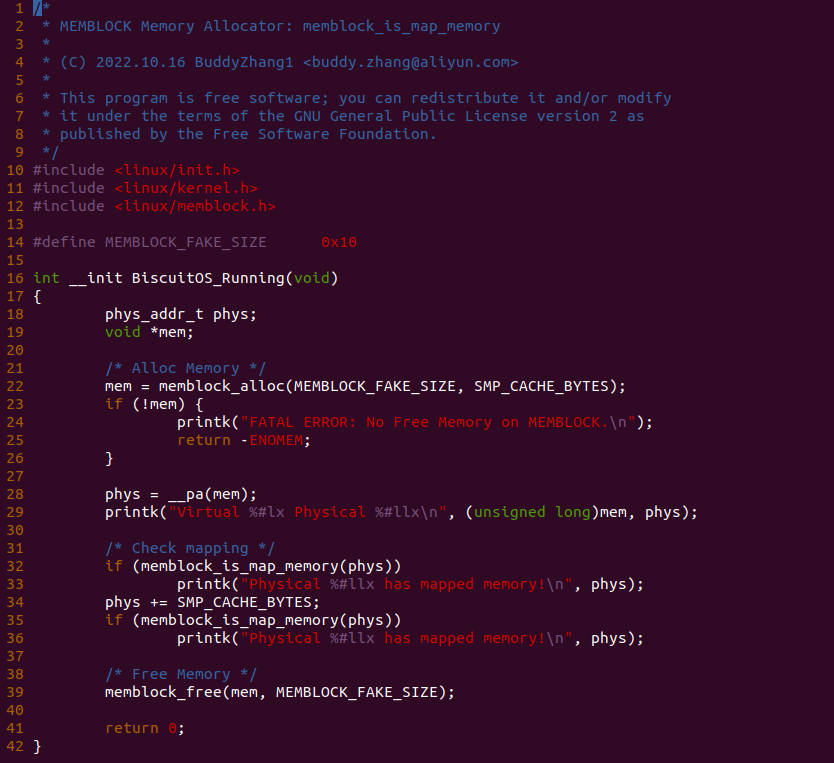 1 /*
2  * MEMBLOCK Memory Allocator: memblock_is_map_memory
3  *
4  * (C) 2022.10.16 BuddyZhang1 <buddy.zhang@aliyun.com>
5  *
6  * This program is free software; you can redistribute it and/or modify
7  * it under the terms of the GNU General Public License version 2 as
8  * published by the Free Software Foundation.
9  */
10 #include <linux/init.h>
11 #include <linux/kernel.h>
12 #include <linux/memblock.h>
13
14 #define MEMBLOCK_FAKE_SIZE      0x10
15
16 int __init BiscuitOS_Running(void)
17 {
18         phys_addr_t phys;
19         void *mem;
20
21         /* Alloc Memory */
22         mem = memblock_alloc(MEMBLOCK_FAKE_SIZE, SMP_CACHE_BYTES);
23         if (!mem) {
24                 printk("FATAL ERROR: No Free Memory on MEMBLOCK.\n");
25                 return -ENOMEM;
26         }
27
28         phys = __pa(mem);
29         printk("Virtual %#lx Physical %#llx\n", (unsigned long)mem, phys);
30
31         /* Check mapping */
32         if (memblock_is_map_memory(phys))
33                 printk("Physical %#llx has mapped memory!\n", phys);
34         phys += SMP_CACHE_BYTES;
35         if (memblock_is_map_memory(phys))
36                 printk("Physical %#llx has mapped memory!\n", phys);
37
38         /* Free Memory */
39         memblock_free(mem, MEMBLOCK_FAKE_SIZE);
40
41         return 0;
42 }